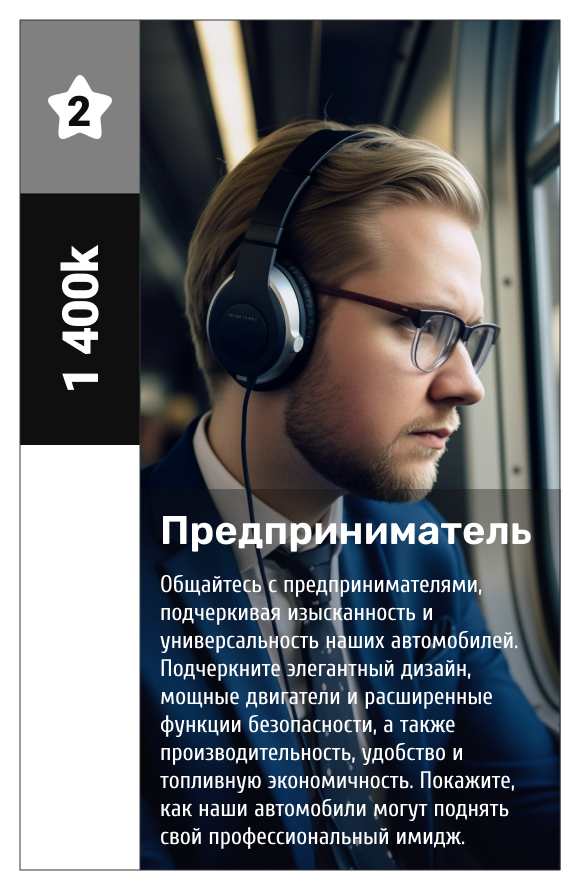 2
1 400k
Предприниматель
Общайтесь с предпринимателями,
подчеркивая изысканность и
универсальность наших автомобилей.
Подчеркните элегантный дизайн,
мощные двигатели и расширенные
функции безопасности, а также
производительность, удобство и
топливную экономичность. Покажите,
как наши автомобили могут поднять
свой профессиональный имидж.